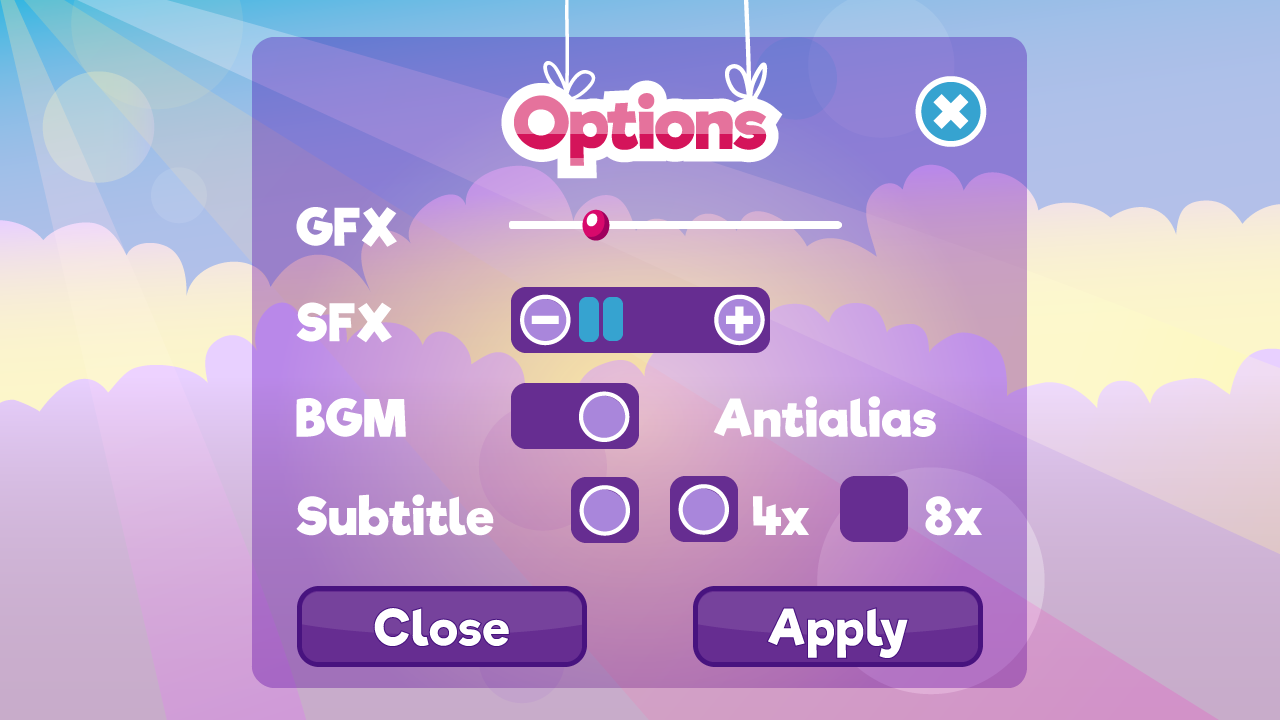 Options
GFX
SFX
BGM
Antialias
Subtitle
4x
8x
Close
Apply